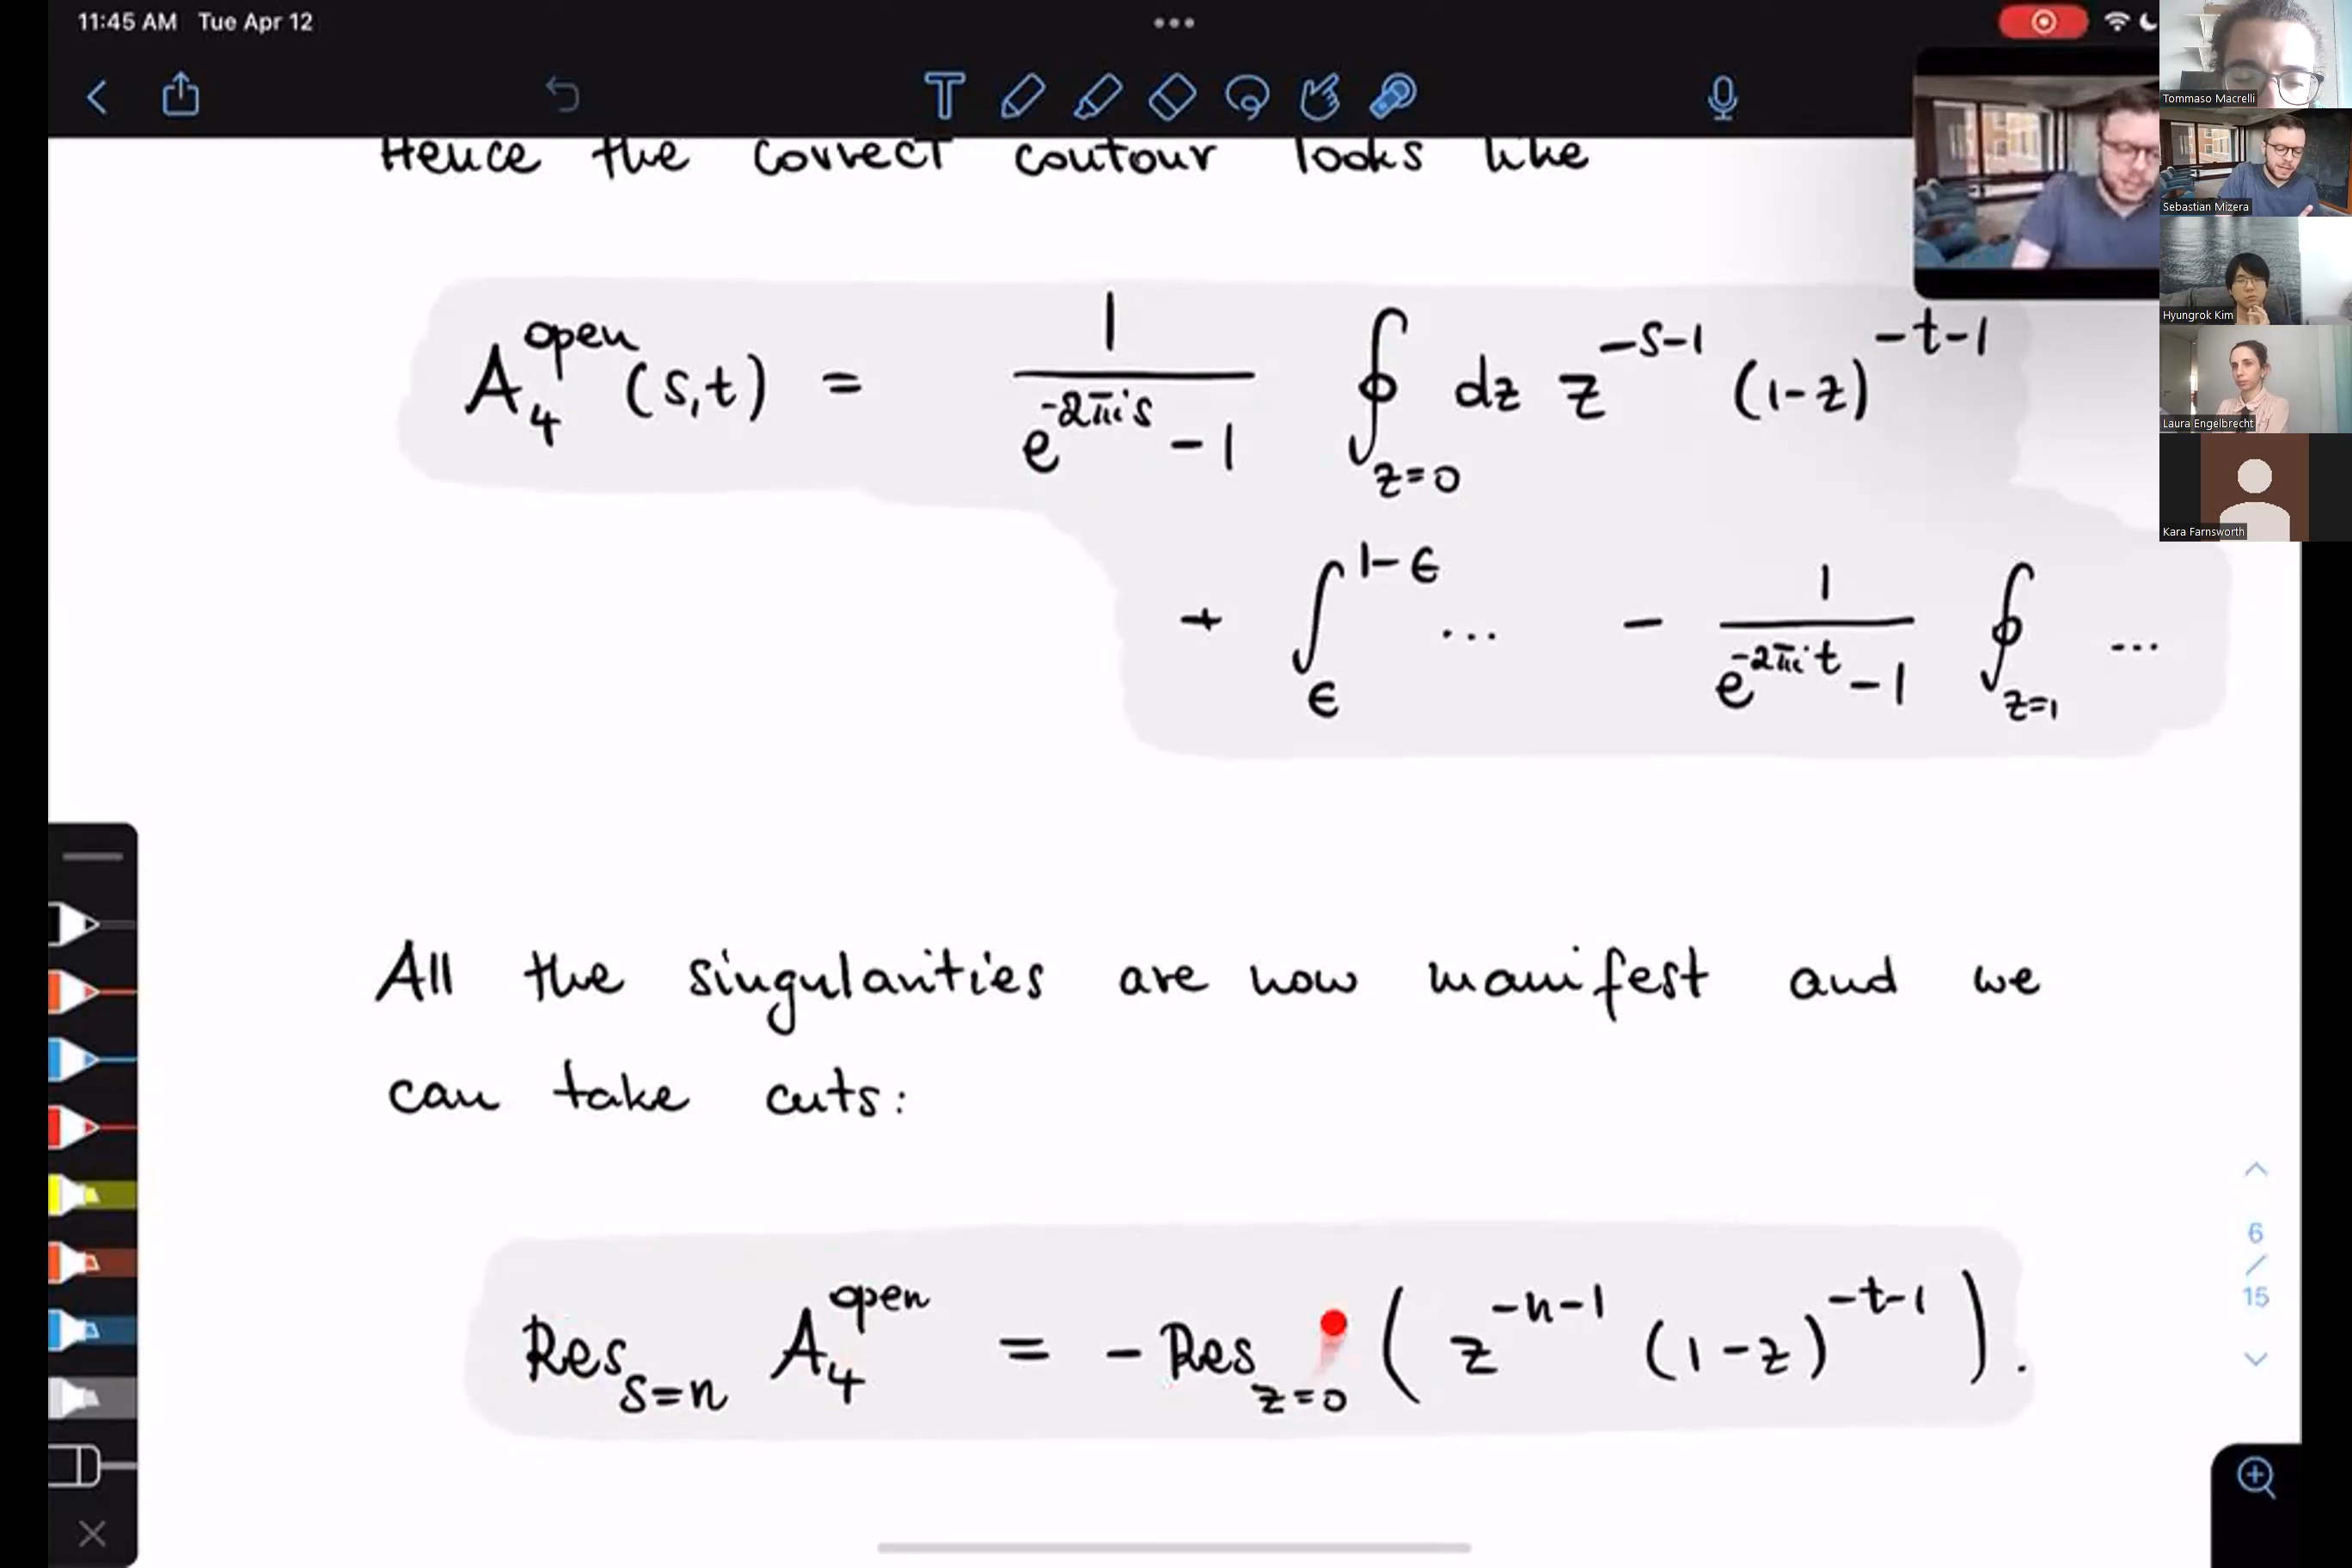 11:45 AM Tue Apr 12
Tommaso Macrelli
Sebastian Mizera
Hyungrok Kim
Laura Engelbrecht
Kara Farnsworth
Hence the correct contour looks like
A₄^open (s,t) = 1/(e^{-2πis} - 1) ∮_{z=0} dz z^{-s-1} (1-z)^{-t-1}
+ ∫_ϵ^{1-ϵ} ... - 1/(e^{-2πit} - 1) ∮_{z=1} ...
All the singularities are now manifest and we
can take cuts:
Res_{s=n} A₄^open = - Res_{z=0} ( z^{-n-1} (1-z)^{-t-1} ).
6
/
15